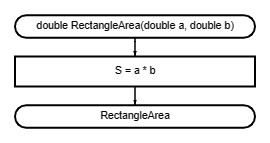 double RectangleArea(double a, double b)
S = a * b
RectangleArea